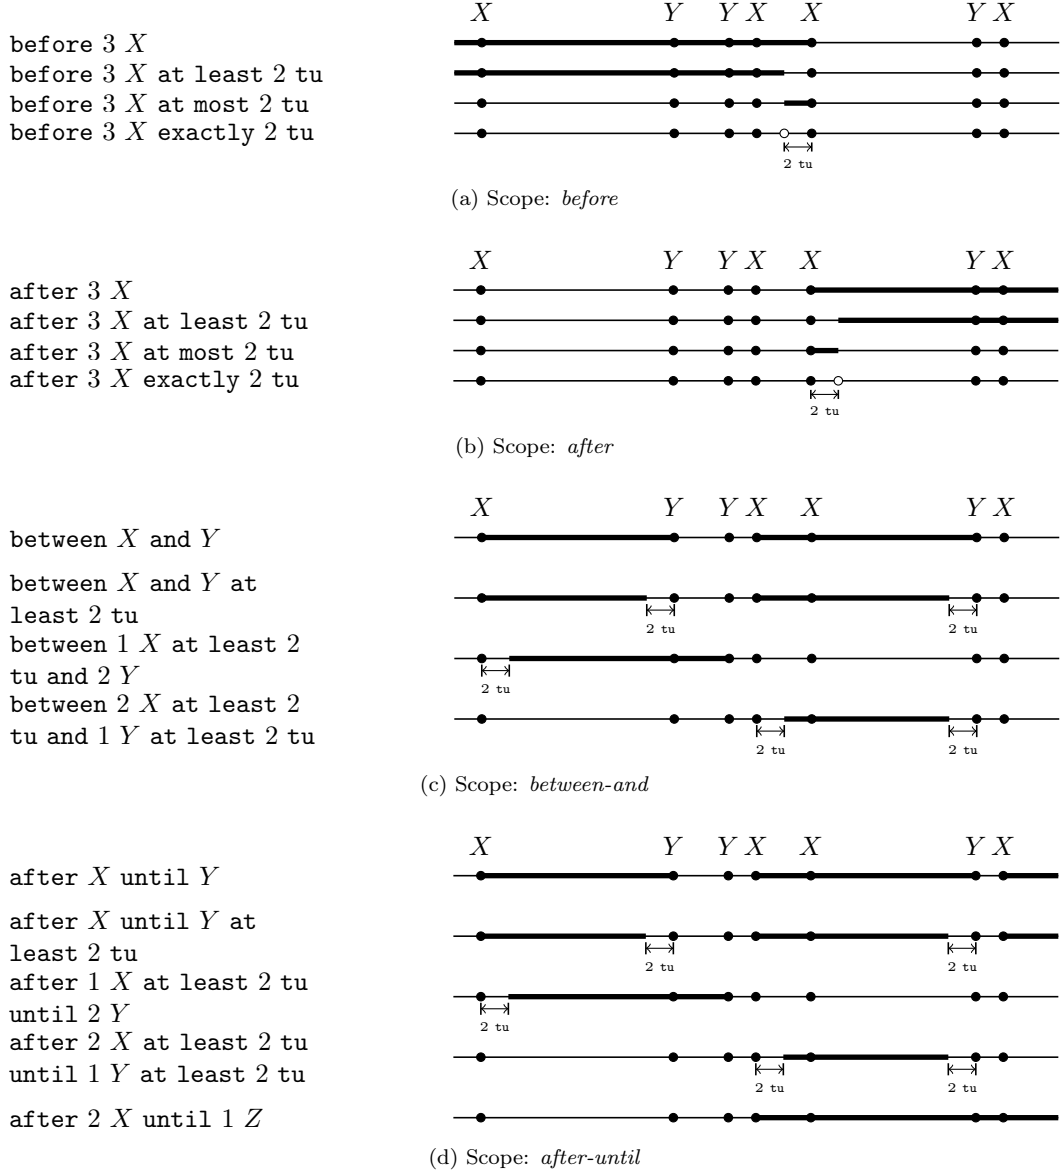 X Y Y X X Y X
before 3 X
before 3 X at least 2 tu
before 3 X at most 2 tu
before 3 X exactly 2 tu
2 tu
(a) Scope: before
X Y Y X X Y X
after 3 X
after 3 X at least 2 tu
after 3 X at most 2 tu
after 3 X exactly 2 tu
2 tu
(b) Scope: after
X Y Y X X Y X
between X and Y
between X and Y at
least 2 tu
2 tu 2 tu
between 1 X at least 2
tu and 2 Y
2 tu
between 2 X at least 2
tu and 1 Y at least 2 tu
2 tu 2 tu
(c) Scope: between-and
X Y Y X X Y X
after X until Y
after X until Y at
least 2 tu
2 tu 2 tu
after 1 X at least 2 tu
until 2 Y
2 tu
after 2 X at least 2 tu
until 1 Y at least 2 tu
2 tu 2 tu
after 2 X until 1 Z
(d) Scope: after-until